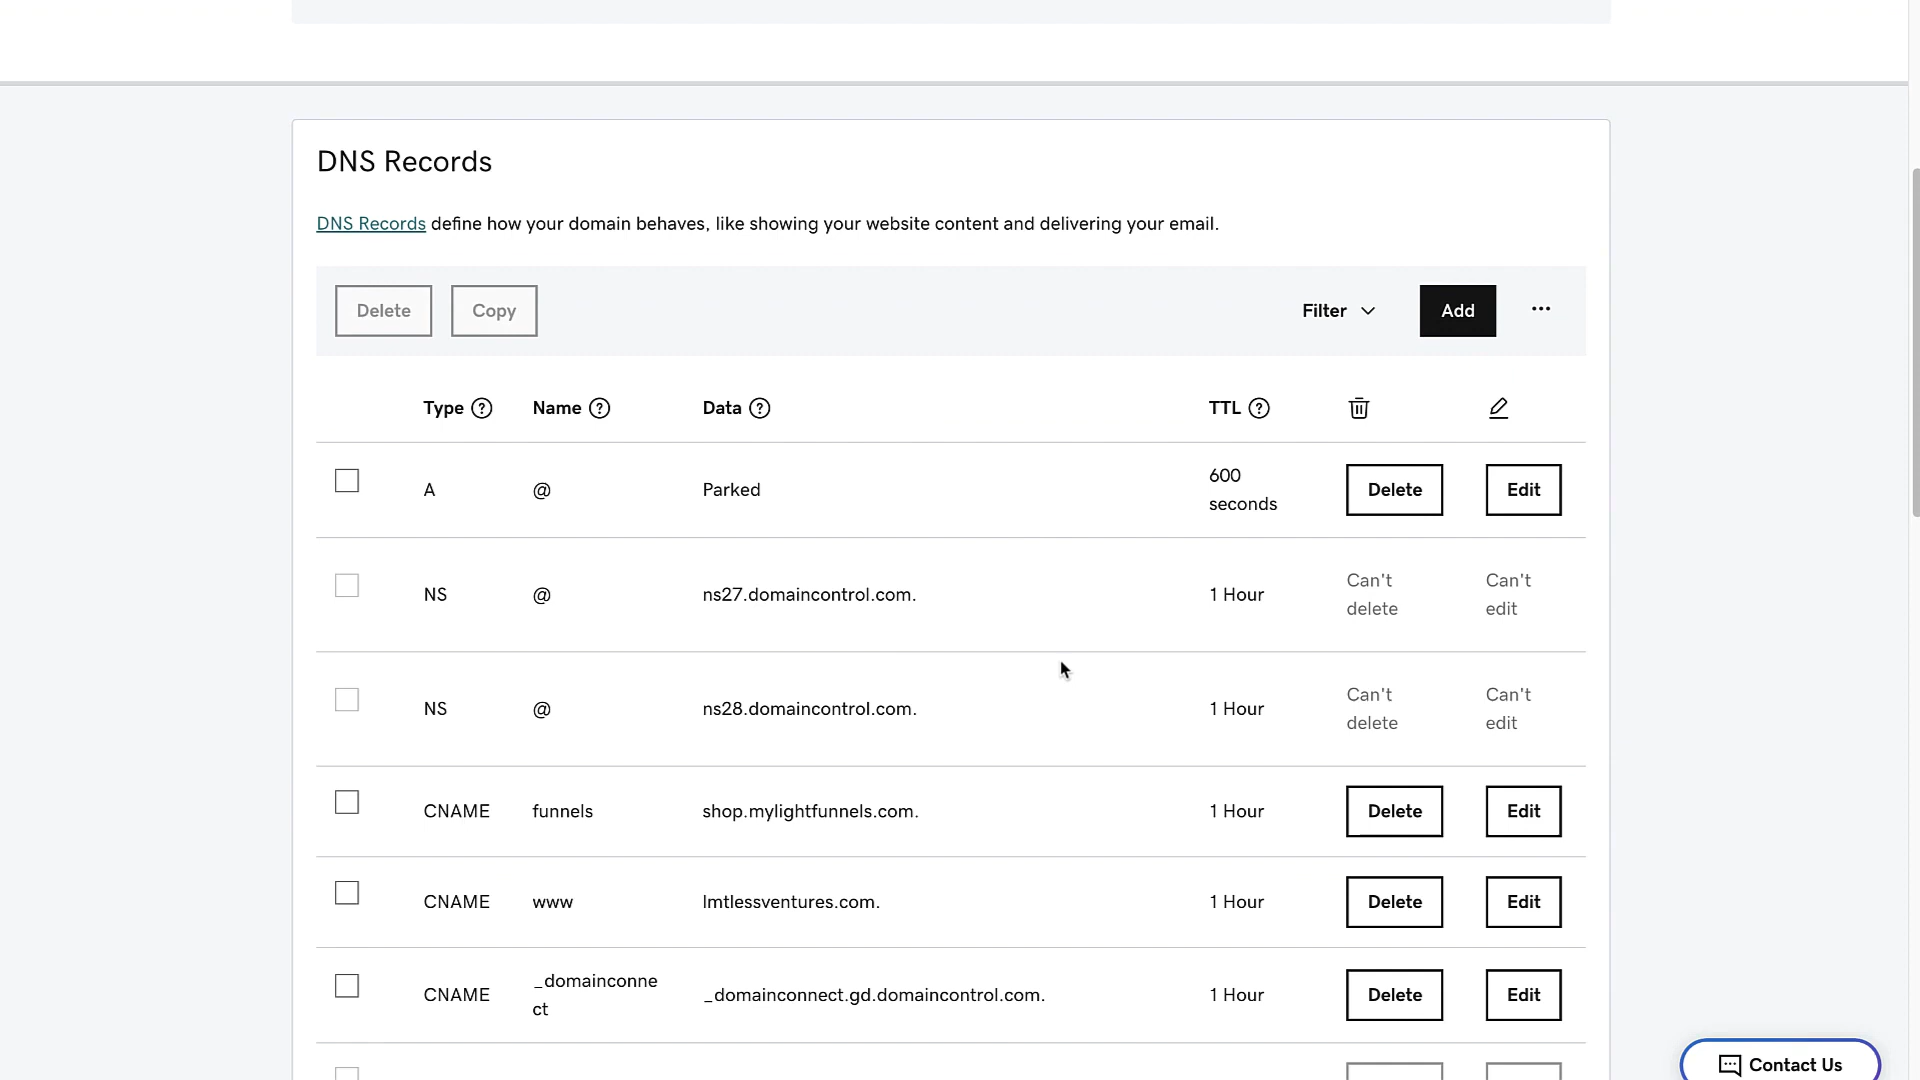 DNS Records
DNS Records define how your domain behaves, like showing your website content and delivering your email.
Delete Copy Filter Add ...
Type ? Name ? Data ? TTL ?
A @ Parked 600 seconds Delete Edit
NS @ ns27.domaincontrol.com. 1 Hour Can't delete Can't edit
NS @ ns28.domaincontrol.com. 1 Hour Can't delete Can't edit
CNAME funnels shop.mylightfunnels.com. 1 Hour Delete Edit
CNAME www lmtlessventures.com. 1 Hour Delete Edit
CNAME _domainconnect _domainconnect.gd.domaincontrol.com. 1 Hour Delete Edit
Contact Us